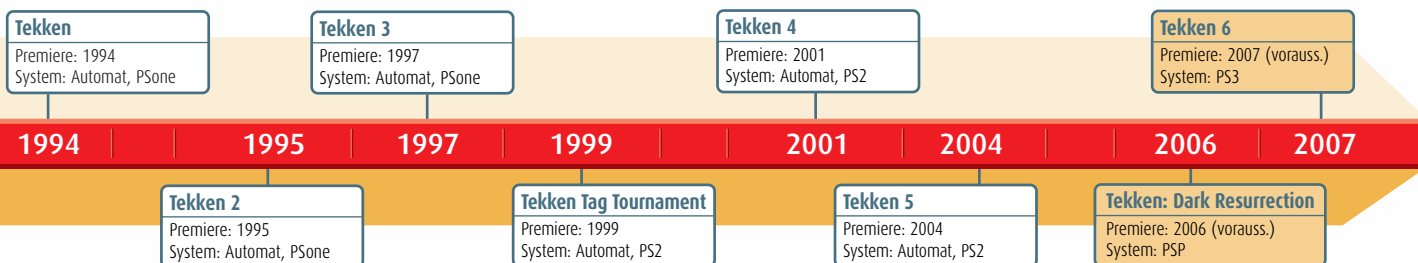 Tekken
Premiere: 1994
System: Automat, PSone
Tekken 3
Premiere: 1997
System: Automat, PSone
Tekken 4
Premiere: 2001
System: Automat, PS2
Tekken 6
Premiere: 2007 (vorauss.)
System: PS3
1994 1995 1997 1999 2001 2004 2006 2007
Tekken 2
Premiere: 1995
System: Automat, PSone
Tekken Tag Tournament
Premiere: 1999
System: Automat, PS2
Tekken 5
Premiere: 2004
System: Automat, PS2
Tekken: Dark Resurrection
Premiere: 2006 (vorauss.)
System: PSP